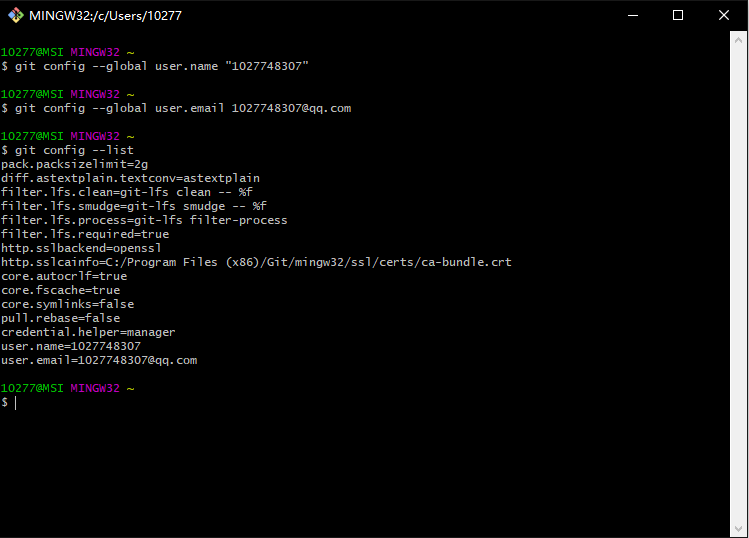 MINGW32:/c/Users/10277
10277@MSI MINGW32 ~
$ git config --global user.name "1027748307"
10277@MSI MINGW32 ~
$ git config --global user.email 1027748307@qq.com
10277@MSI MINGW32 ~
$ git config --list
pack.packsizelimit=2g
diff.astextplain.textconv=astextplain
filter.lfs.clean=git-lfs clean -- %f
filter.lfs.smudge=git-lfs smudge -- %f
filter.lfs.process=git-lfs filter-process
filter.lfs.required=true
http.sslbackend=openssl
http.sslcainfo=C:/Program Files (x86)/Git/mingw32/ssl/certs/ca-bundle.crt
core.autocrlf=true
core.fscache=true
core.symlinks=false
pull.rebase=false
credential.helper=manager
user.name=1027748307
user.email=1027748307@qq.com
10277@MSI MINGW32 ~
$